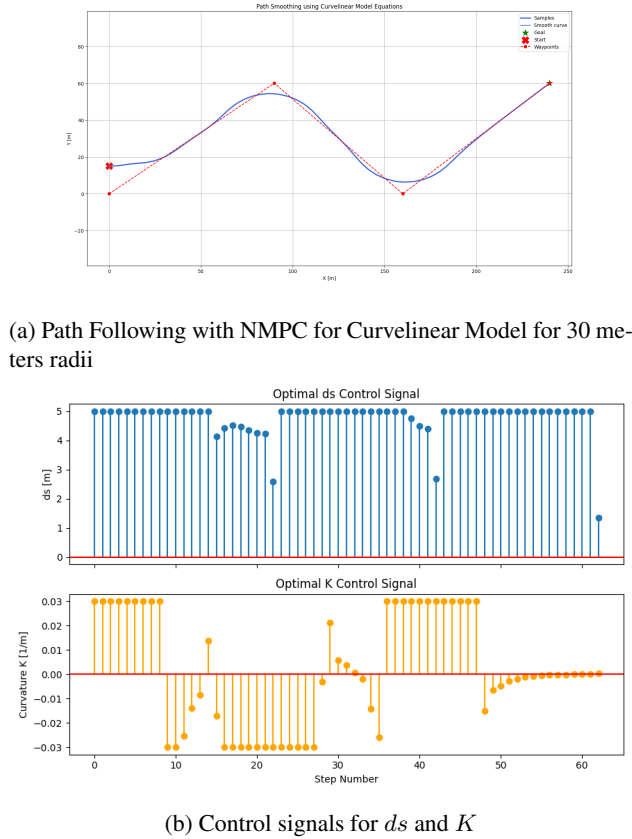 Path Smoothing using Curvelinear Model Equations
Samples
Smooth curve
Goal
Start
Waypoints
Y [m]
80
60
40
20
0
−20
0
50
100
150
200
250
X [m]
(a) Path Following with NMPC for Curvelinear Model for 30 me-
ters radii
Optimal ds Control Signal
ds [m]
5
4
3
2
1
0
Optimal K Control Signal
Curvature K [1/m]
0.03
0.02
0.01
0.00
−0.01
−0.02
−0.03
0
10
20
30
40
50
60
Step Number
(b) Control signals for ds and K